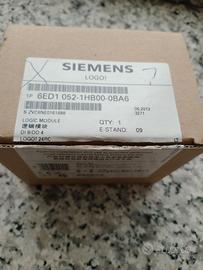 SIEMENS
LOGO!
1P 6ED1 052-1HB00-0BA6
LOGIC MODULE
QTY: 1
逻辑模块
E-STAND: 09
DI 8/DO 4
LOGO! 24RC